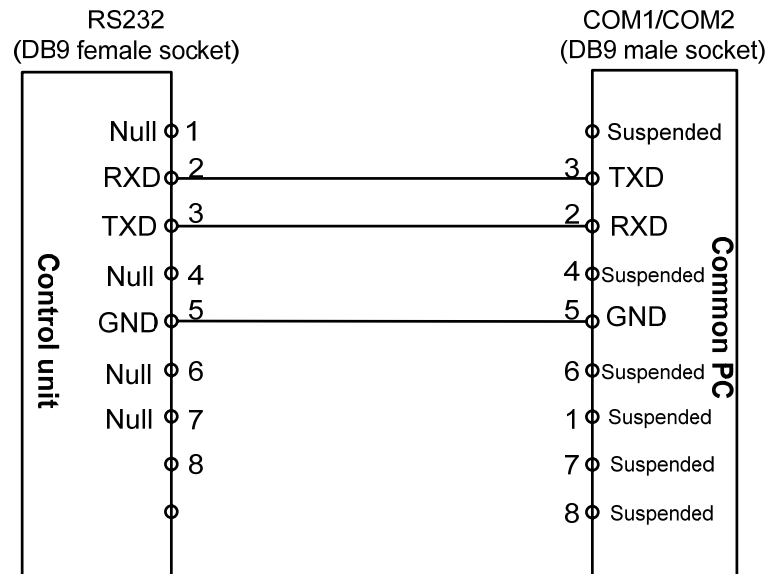 RS232
(DB9 female socket)
COM1/COM2
(DB9 male socket)
Control unit
Null 1
RXD 2
TXD 3
Null 4
GND 5
Null 6
Null 7
8
Suspended
3 TXD
2 RXD
4 Suspended
5 GND
6 Suspended
1 Suspended
7 Suspended
8 Suspended
Common PC